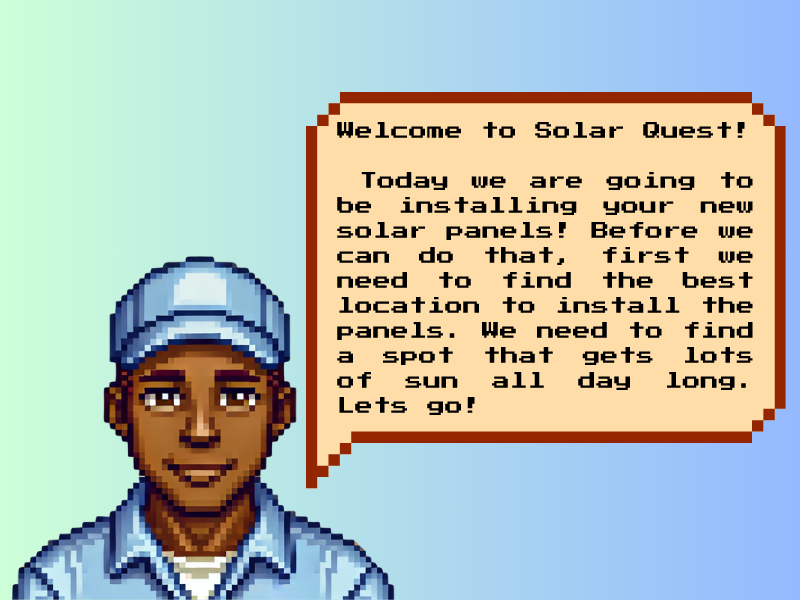 Welcome to Solar Quest!
Today we are going to
be installing your new
solar panels! Before we
can do that, first we
need to find the best
location to install the
panels. We need to find
a spot that gets lots
of sun all day long.
Lets go!